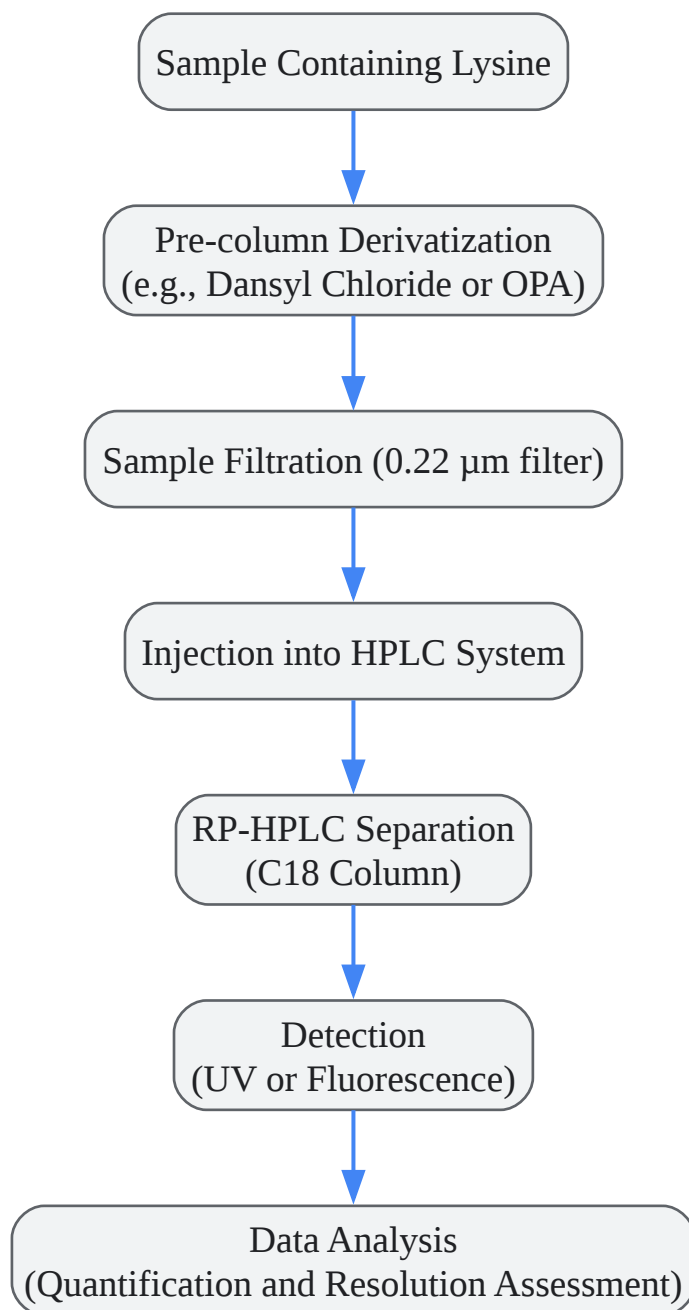 Sample Containing Lysine
Pre-column Derivatization
(e.g., Dansyl Chloride or OPA)
Sample Filtration (0.22 µm filter)
Injection into HPLC System
RP-HPLC Separation
(C18 Column)
Detection
(UV or Fluorescence)
Data Analysis
(Quantification and Resolution Assessment)